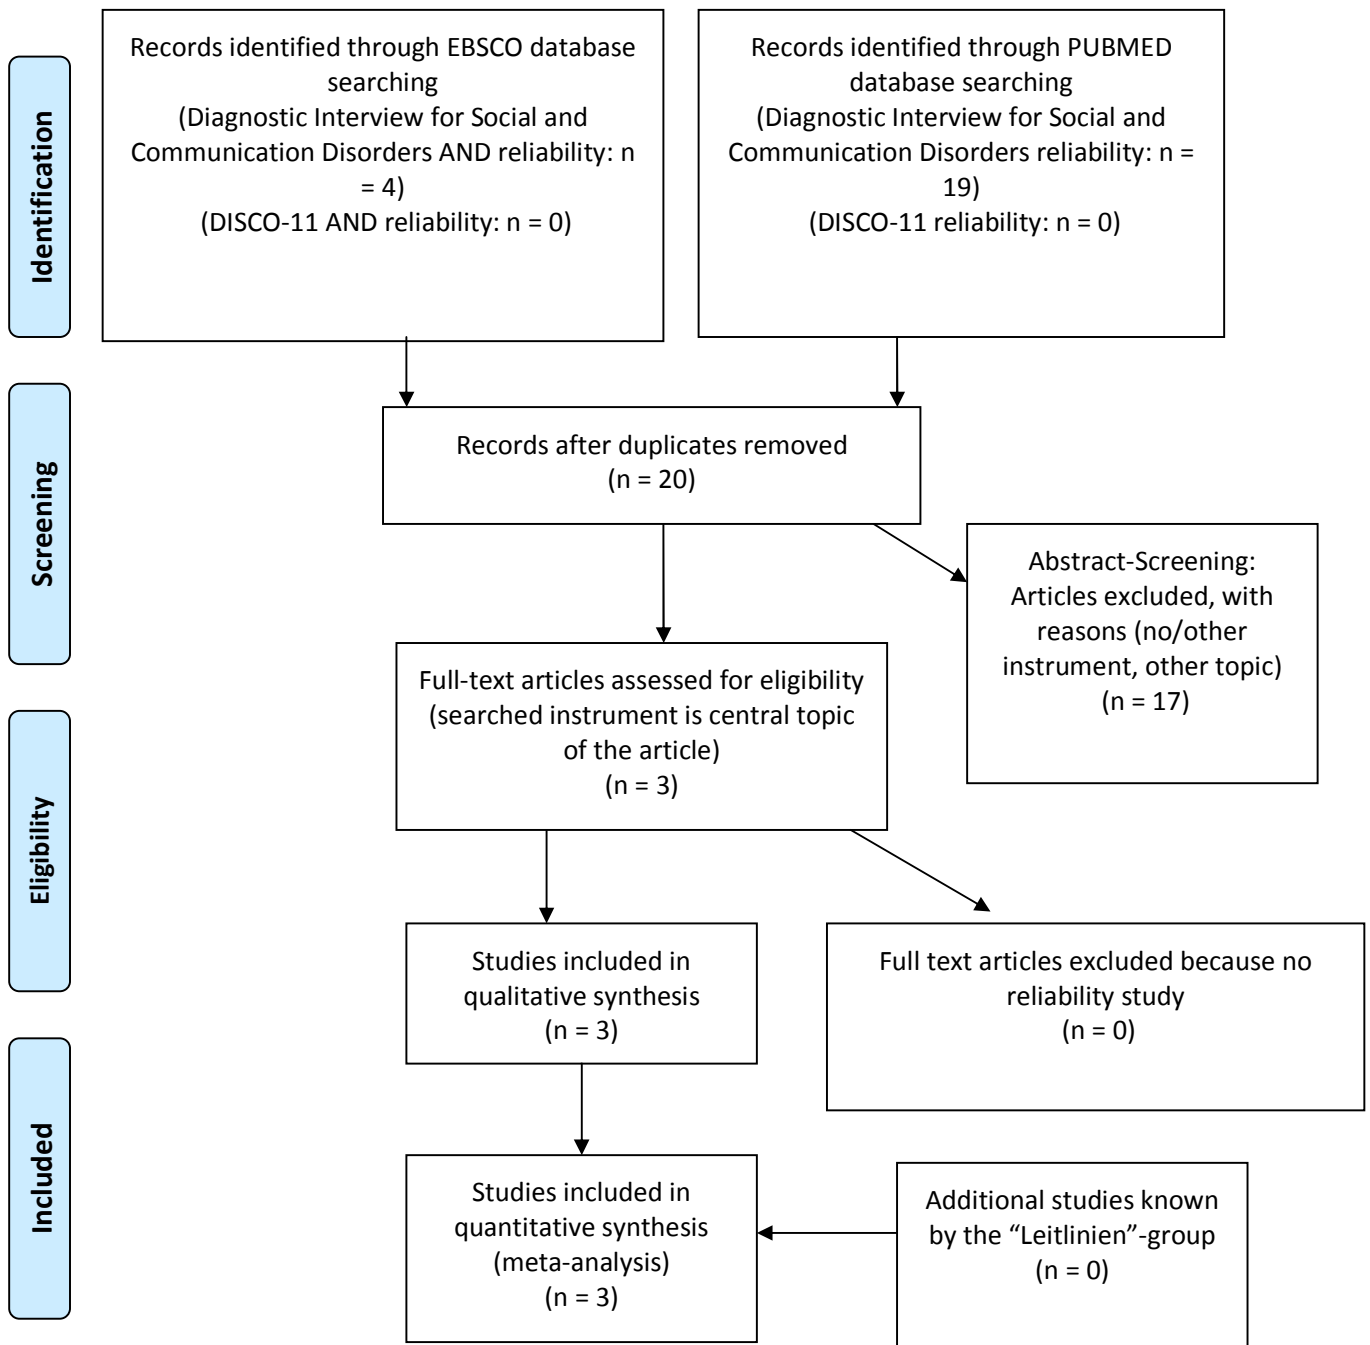 Identification
Records identified through EBSCO database
searching
(Diagnostic Interview for Social and
Communication Disorders AND reliability: n
= 4)
(DISCO-11 AND reliability: n = 0)
Records identified through PUBMED
database searching
(Diagnostic Interview for Social and
Communication Disorders reliability: n =
19)
(DISCO-11 reliability: n = 0)
Screening
Records after duplicates removed
(n = 20)
Abstract-Screening:
Articles excluded, with
reasons (no/other
instrument, other topic)
(n = 17)
Eligibility
Full-text articles assessed for eligibility
(searched instrument is central topic
of the article)
(n = 3)
Studies included in
qualitative synthesis
(n = 3)
Full text articles excluded because no
reliability study
(n = 0)
Included
Studies included in
quantitative synthesis
(meta-analysis)
(n = 3)
Additional studies known
by the “Leitlinien”-group
(n = 0)